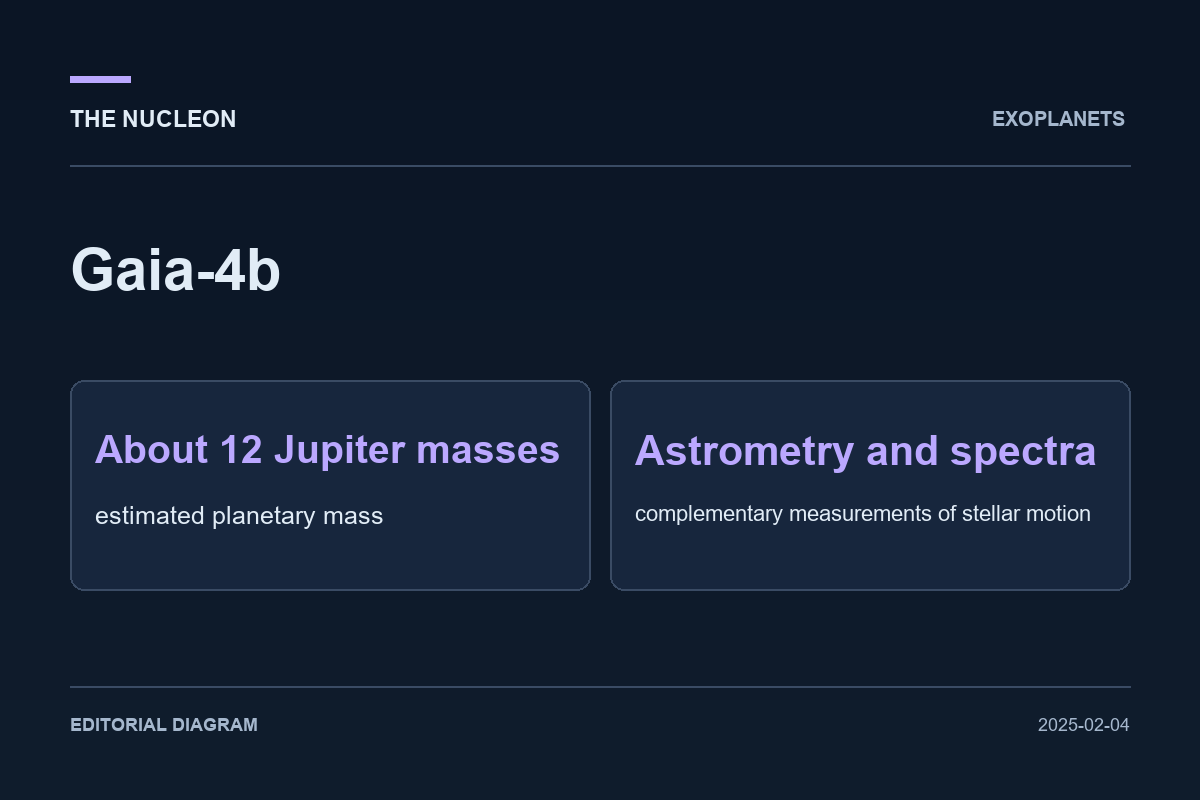 THE NUCLEON
EXOPLANETS
Gaia-4b
About 12 Jupiter masses
estimated planetary mass
Astrometry and spectra
complementary measurements of stellar motion
EDITORIAL DIAGRAM
2025-02-04